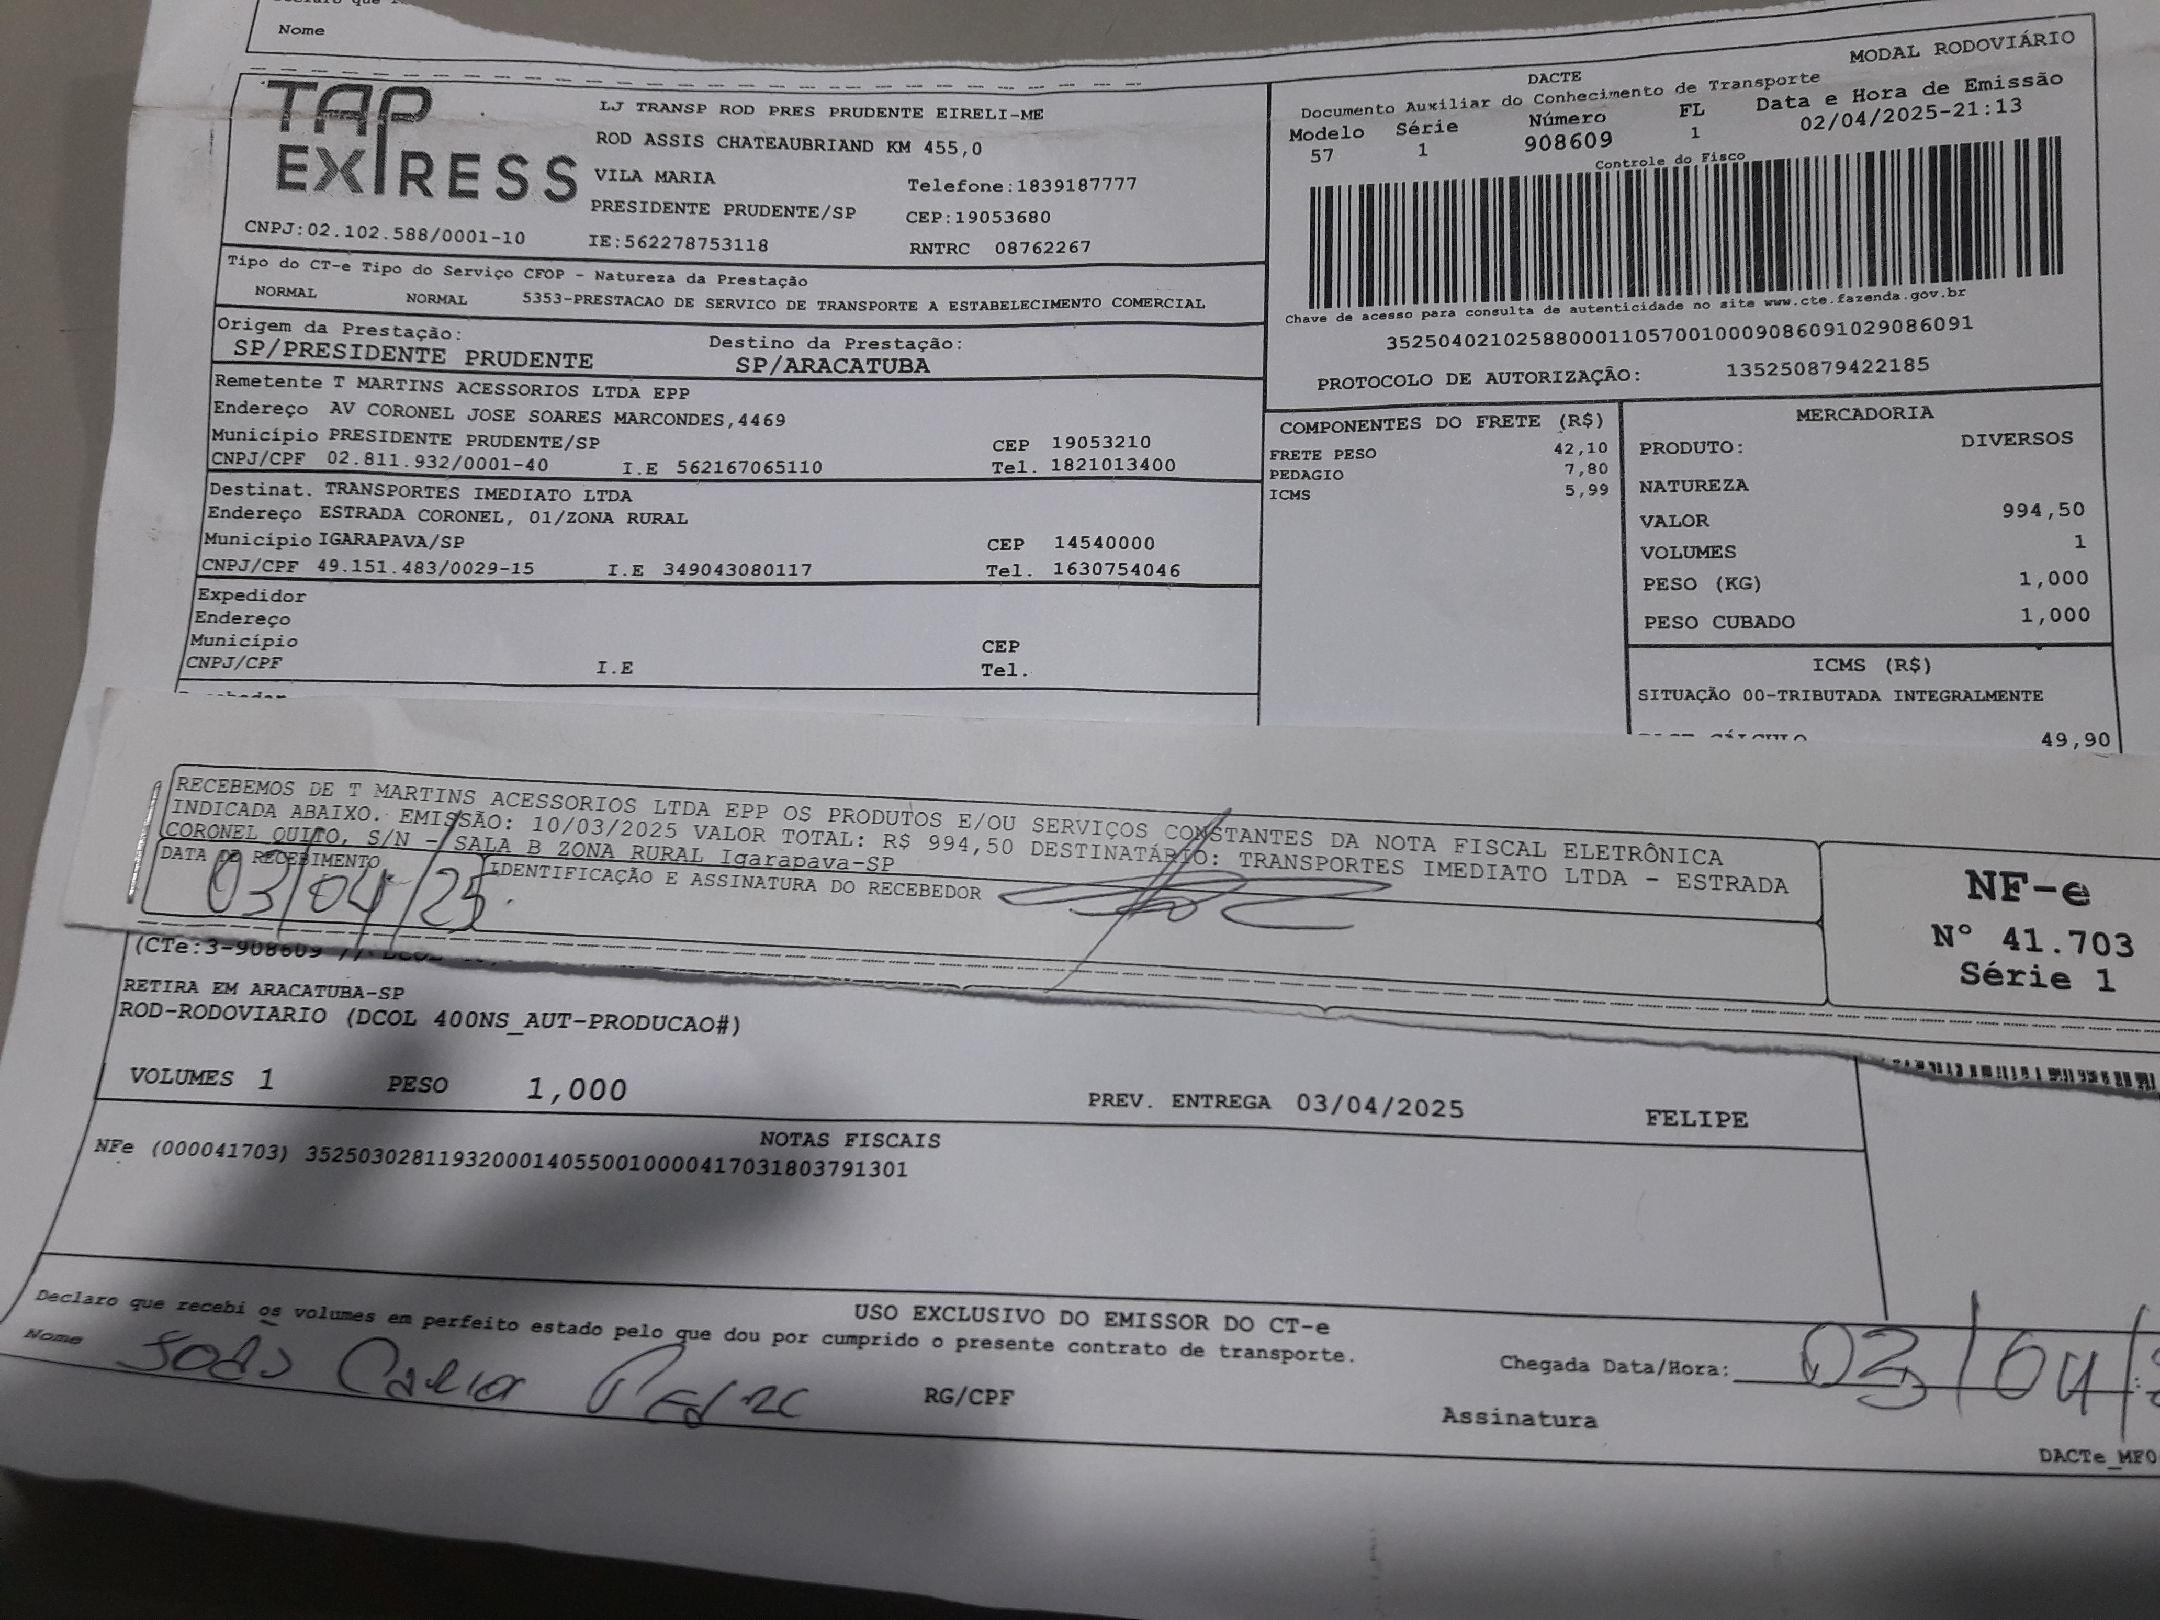 Nome
TAP EXPRESS
LJ TRANSP ROD PRES PRUDENTE EIRELI-ME
ROD ASSIS CHATEAUBRIAND KM 455,0
VILA MARIA Telefone:1839187777
PRESIDENTE PRUDENTE/SP CEP:19053680
CNPJ:02.102.588/0001-10 IE:562278753118 RNTRC 08762267
DACTE MODAL RODOVIÁRIO
Documento Auxiliar do Conhecimento de Transporte
Modelo Série Número FL Data e Hora de Emissão
57 1 908609 1 02/04/2025-21:13
Controle do Fisco
Chave de acesso para consulta de autenticidade no site www.cte.fazenda.gov.br
35250402102588000110570010009086091029086091
PROTOCOLO DE AUTORIZAÇÃO: 135250879422185
Tipo do CT-e Tipo do Serviço CFOP - Natureza da Prestação
NORMAL NORMAL 5353-PRESTACAO DE SERVICO DE TRANSPORTE A ESTABELECIMENTO COMERCIAL
Origem da Prestação: Destino da Prestação:
SP/PRESIDENTE PRUDENTE SP/ARACATUBA
Remetente T MARTINS ACESSORIOS LTDA EPP
Endereço AV CORONEL JOSE SOARES MARCONDES,4469
Município PRESIDENTE PRUDENTE/SP CEP 19053210
CNPJ/CPF 02.811.932/0001-40 I.E 562167065110 Tel. 1821013400
Destinat. TRANSPORTES IMEDIATO LTDA
Endereço ESTRADA CORONEL, 01/ZONA RURAL
Município IGARAPAVA/SP CEP 14540000
CNPJ/CPF 49.151.483/0029-15 I.E 349043080117 Tel. 1630754046
Expedidor
Endereço
Município CEP
CNPJ/CPF I.E Tel.
COMPONENTES DO FRETE (R$)
FRETE PESO 42,10
PEDAGIO 7,80
ICMS 5,99
MERCADORIA
PRODUTO: DIVERSOS
NATUREZA
VALOR 994,50
VOLUMES 1
PESO (KG) 1,000
PESO CUBADO 1,000
ICMS (R$)
SITUAÇÃO 00-TRIBUTADA INTEGRALMENTE
49,90
RECEBEMOS DE T MARTINS ACESSORIOS LTDA EPP OS PRODUTOS E/OU SERVIÇOS CONSTANTES DA NOTA FISCAL ELETRÔNICA
INDICADA ABAIXO. EMISSÃO: 10/03/2025 VALOR TOTAL: R$ 994,50 DESTINATÁRIO: TRANSPORTES IMEDIATO LTDA - ESTRADA
CORONEL QUITO, S/N - SALA B ZONA RURAL Igarapava-SP
DATA DE RECEBIMENTO IDENTIFICAÇÃO E ASSINATURA DO RECEBEDOR
03/04/25
NF-e
Nº 41.703
Série 1
(CTe:3-908609 // DCOL
RETIRA EM ARACATUBA-SP
ROD-RODOVIARIO (DCOL 400NS_AUT-PRODUCAO#)
VOLUMES 1 PESO 1,000 PREV. ENTREGA 03/04/2025 FELIPE
NOTAS FISCAIS
NFe (000041703) 35250302811932000140550010000417031803791301
USO EXCLUSIVO DO EMISSOR DO CT-e
Declaro que recebi os volumes em perfeito estado pelo que dou por cumprido o presente contrato de transporte.
Nome João RG/CPF Assinatura Chegada Data/Hora: 03/04/
DACTe_MF0